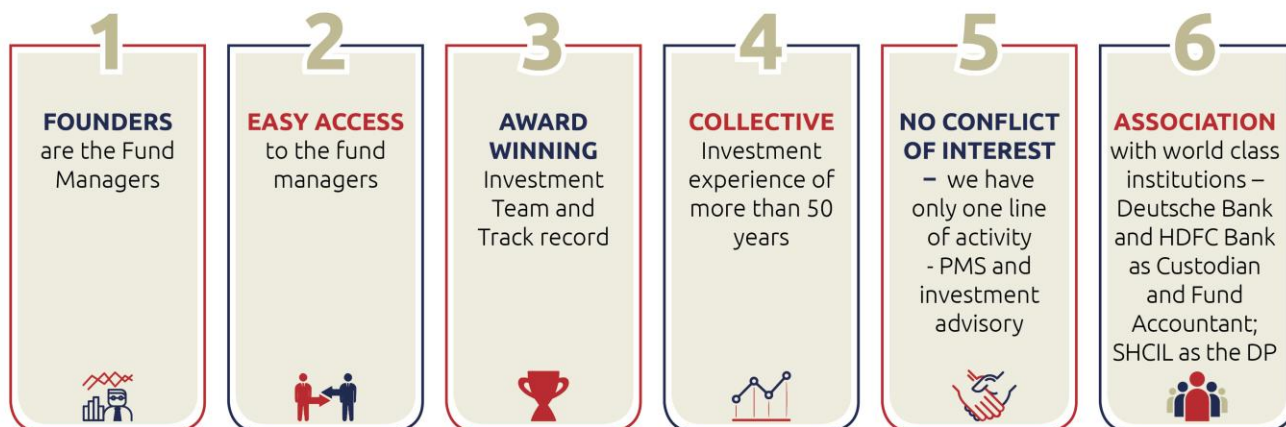 1
FOUNDERS
are the Fund
Managers
2
EASY ACCESS
to the fund
managers
3
AWARD
WINNING
Investment
Team and
Track record
4
COLLECTIVE
Investment
experience of
more than 50
years
5
NO CONFLICT
OF INTEREST
– we have
only one line
of activity
- PMS and
investment
advisory
6
ASSOCIATION
with world class
institutions –
Deutsche Bank
and HDFC Bank
as Custodian
and Fund
Accountant;
SHCIL as the DP